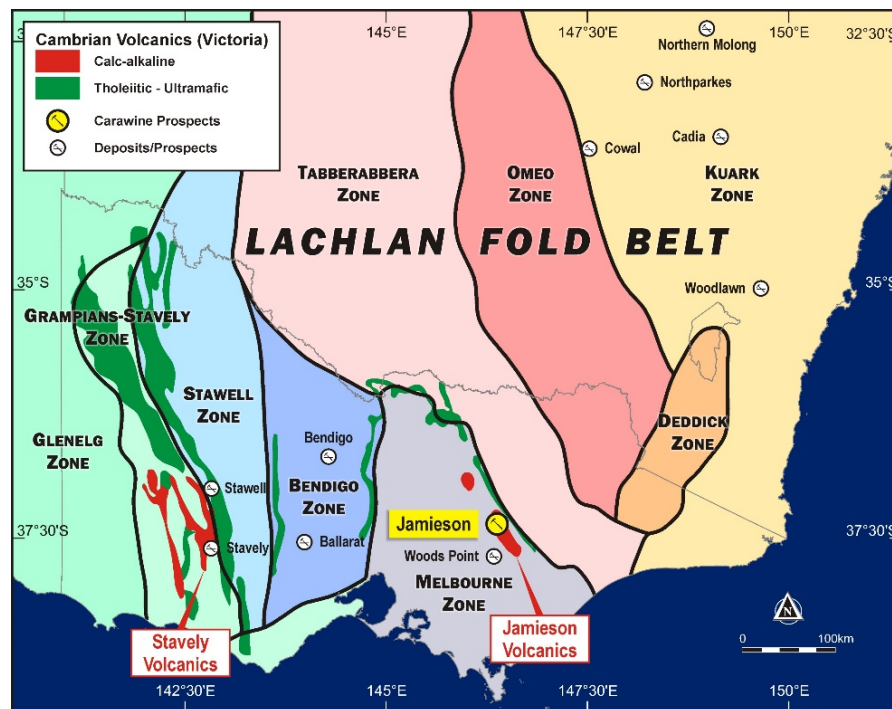 Cambrian Volcanics (Victoria)
Calc-alkaline
Tholeiitic - Ultramafic
Carawine Prospects
Deposits/Prospects
145°E
147°30'E
150°E
32°30'S
Northern Molong
Northparkes
Cadia
Cowal
TABBERABBERA
ZONE
OMEO
ZONE
KUARK
ZONE
LACHLAN FOLD BELT
35°S
35°S
Woodlawn
GRAMPIANS-STAVELY
ZONE
STAWELL
ZONE
GLENELG
ZONE
DEDDICK
ZONE
Bendigo
BENDIGO
ZONE
Stawell
Jamieson
37°30'S
37°30'S
Stavely
Ballarat
Woods Point
MELBOURNE
ZONE
Stavely
Volcanics
Jamieson
Volcanics
N
0
100km
142°30'E
145°E
147°30'E
150°E